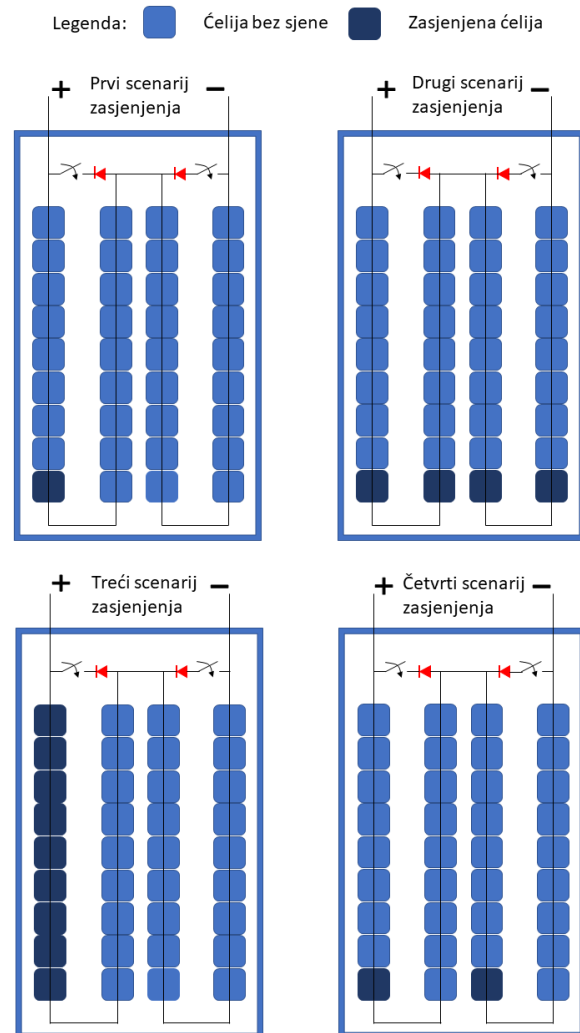 Legenda: Ćelija bez sjene Zasjenjena ćelija
+ Prvi scenarij −
zasjenjenja
+ Drugi scenarij −
zasjenjenja
+ Treći scenarij −
zasjenjenja
+ Četvrti scenarij −
zasjenjenja